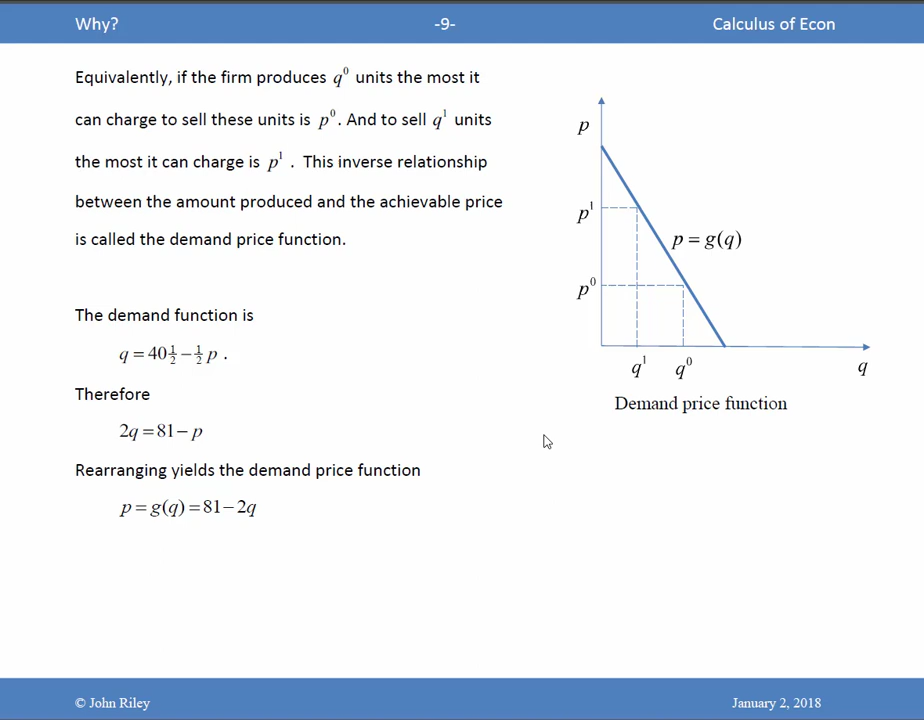 Why? -9- Calculus of Econ
Equivalently, if the firm produces q⁰ units the most it
can charge to sell these units is p⁰. And to sell q¹ units
the most it can charge is p¹ . This inverse relationship
between the amount produced and the achievable price
is called the demand price function.
The demand function is
q = 40½ − ½ p .
Therefore
2q = 81 − p
Rearranging yields the demand price function
p = g(q) = 81 − 2q
p
p¹
p = g(q)
p⁰
q¹ q⁰ q
Demand price function
© John Riley January 2, 2018